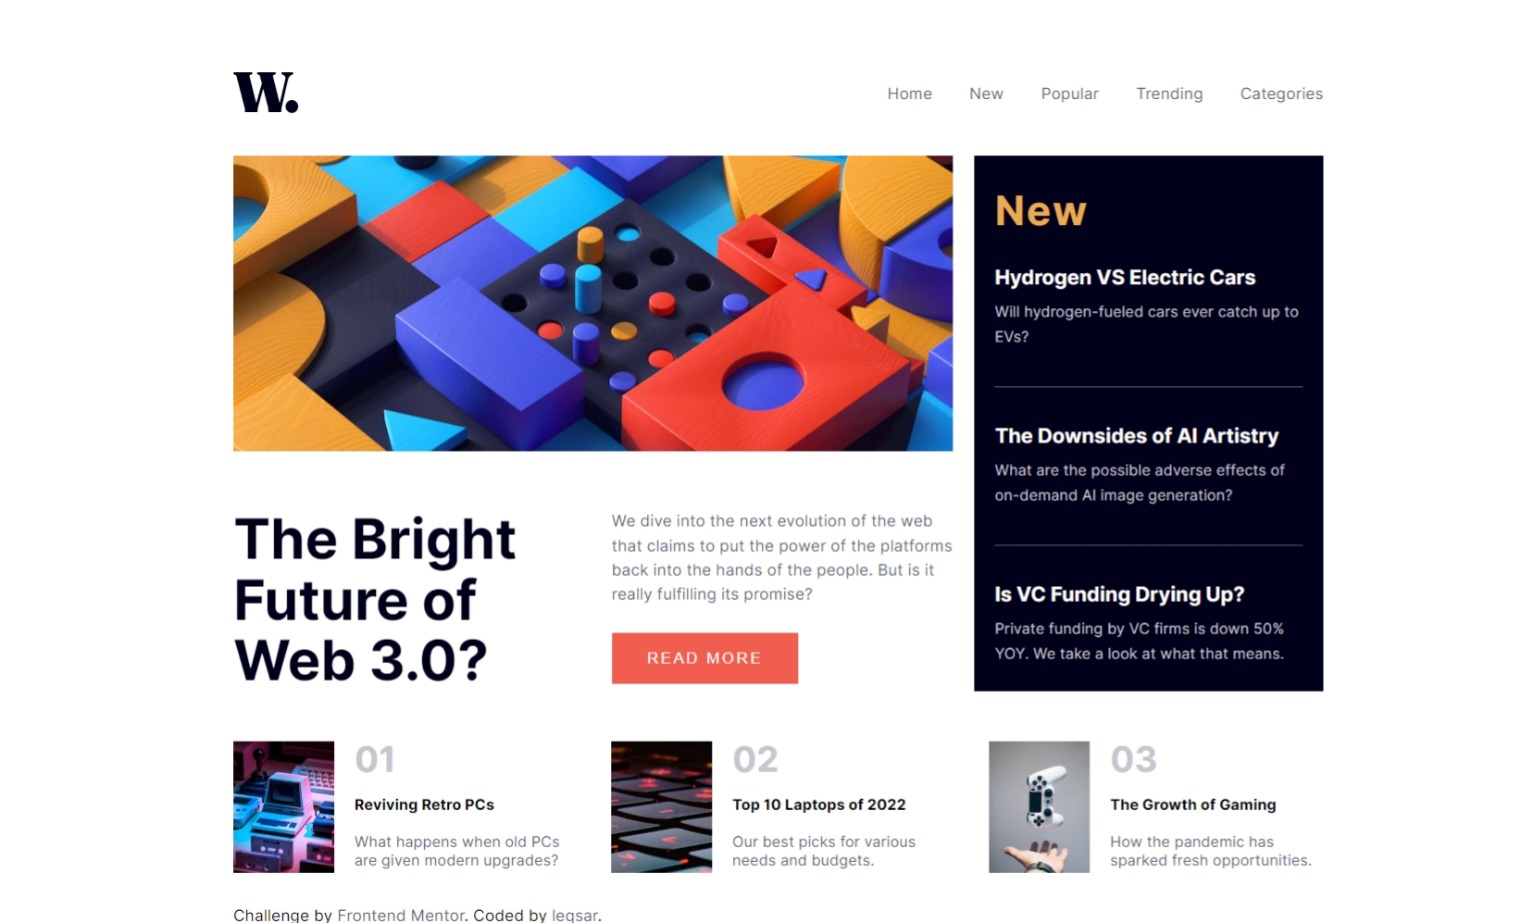 W.
Home New Popular Trending Categories
New
Hydrogen VS Electric Cars
Will hydrogen-fueled cars ever catch up to
EVs?
The Downsides of AI Artistry
What are the possible adverse effects of
on-demand AI image generation?
Is VC Funding Drying Up?
Private funding by VC firms is down 50%
YOY. We take a look at what that means.
The Bright
Future of
Web 3.0?
We dive into the next evolution of the web
that claims to put the power of the platforms
back into the hands of the people. But is it
really fulfilling its promise?
READ MORE
01
Reviving Retro PCs
What happens when old PCs
are given modern upgrades?
02
Top 10 Laptops of 2022
Our best picks for various
needs and budgets.
03
The Growth of Gaming
How the pandemic has
sparked fresh opportunities.
Challenge by Frontend Mentor. Coded by leqsar.